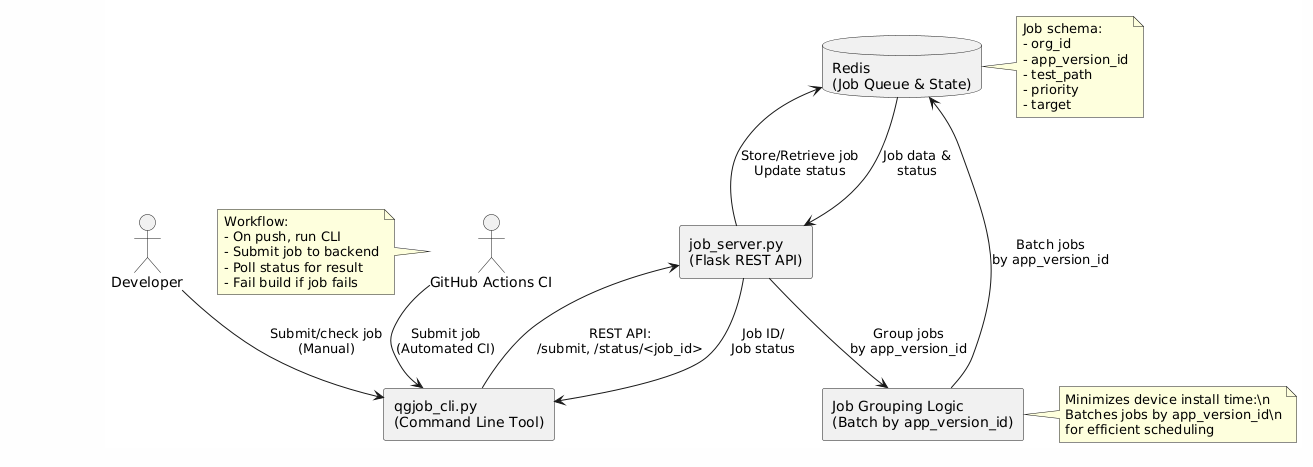 Job schema:
- org_id
- app_version_id
- test_path
- priority
- target
Redis
(Job Queue & State)
Store/Retrieve job
Update status
Job data &
status
Workflow:
- On push, run CLI
- Submit job to backend
- Poll status for result
- Fail build if job fails
Developer
GitHub Actions CI
job_server.py
(Flask REST API)
Batch jobs
by app_version_id
Submit/check job
(Manual)
Submit job
(Automated CI)
REST API:
/submit, /status/<job_id>
Job ID/
Job status
Group jobs
by app_version_id
qgjob_cli.py
(Command Line Tool)
Job Grouping Logic
(Batch by app_version_id)
Minimizes device install time:\n
Batches jobs by app_version_id\n
for efficient scheduling